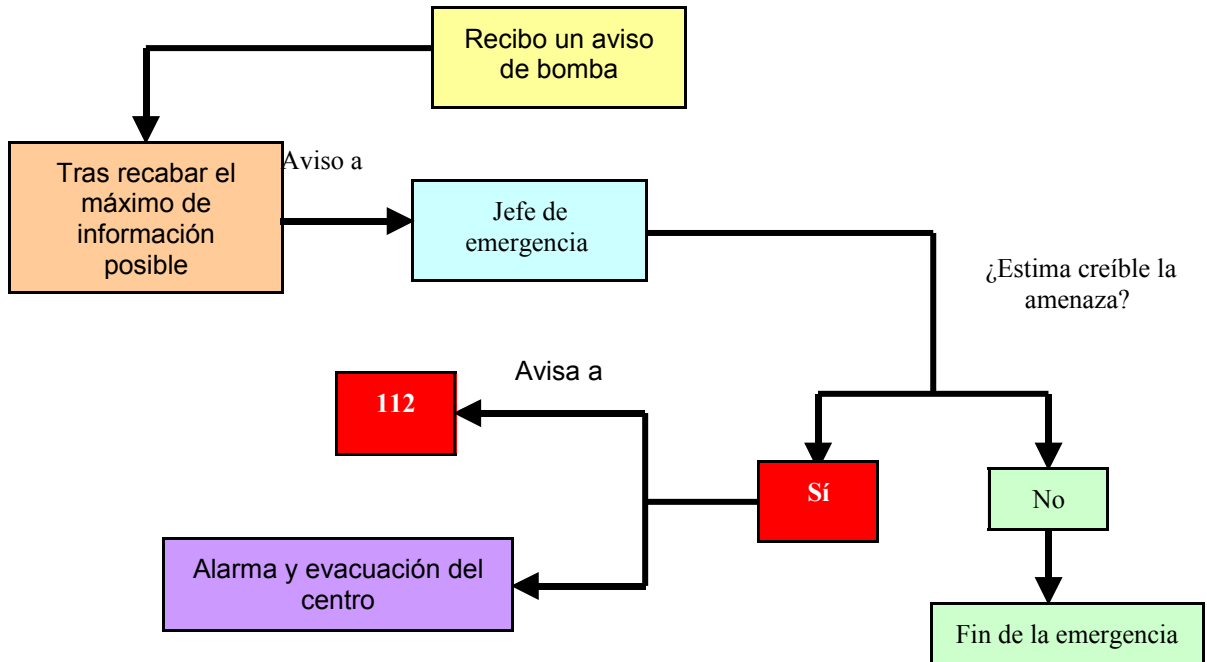 Recibo un aviso
de bomba
Tras recabar el
máximo de
información
posible
Aviso a
Jefe de
emergencia
¿Estima creíble la
amenaza?
Avisa a
112
Sí
No
Alarma y evacuación del
centro
Fin de la emergencia